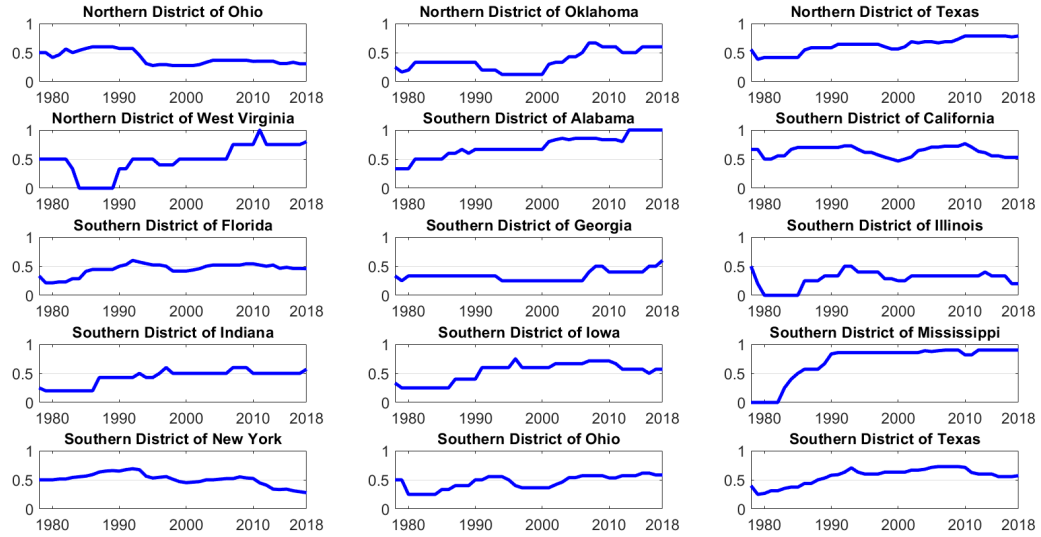 Northern District of Ohio
1
0.5
0
1980 1990 2000 2010 2018
Northern District of Oklahoma
1
0.5
0
1980 1990 2000 2010 2018
Northern District of Texas
1
0.5
0
1980 1990 2000 2010 2018
Northern District of West Virginia
1
0.5
0
1980 1990 2000 2010 2018
Southern District of Alabama
1
0.5
0
1980 1990 2000 2010 2018
Southern District of California
1
0.5
0
1980 1990 2000 2010 2018
Southern District of Florida
1
0.5
0
1980 1990 2000 2010 2018
Southern District of Georgia
1
0.5
0
1980 1990 2000 2010 2018
Southern District of Illinois
1
0.5
0
1980 1990 2000 2010 2018
Southern District of Indiana
1
0.5
0
1980 1990 2000 2010 2018
Southern District of Iowa
1
0.5
0
1980 1990 2000 2010 2018
Southern District of Mississippi
1
0.5
0
1980 1990 2000 2010 2018
Southern District of New York
1
0.5
0
1980 1990 2000 2010 2018
Southern District of Ohio
1
0.5
0
1980 1990 2000 2010 2018
Southern District of Texas
1
0.5
0
1980 1990 2000 2010 2018